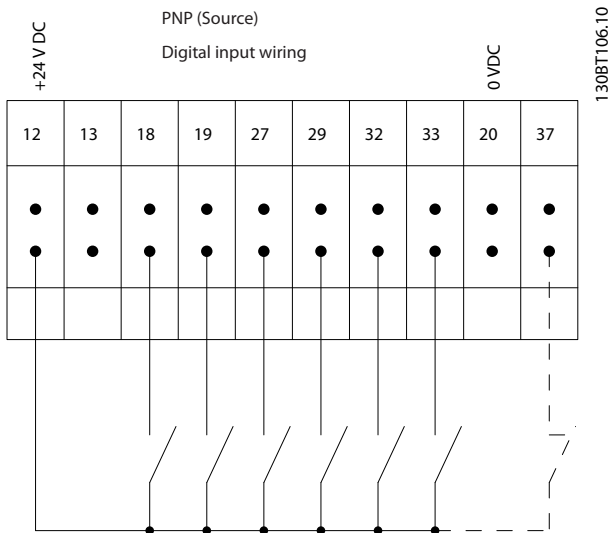 PNP (Source)
Digital input wiring
+24 V DC
0 VDC
130BT106.10
12 13 18 19 27 29 32 33 20 37